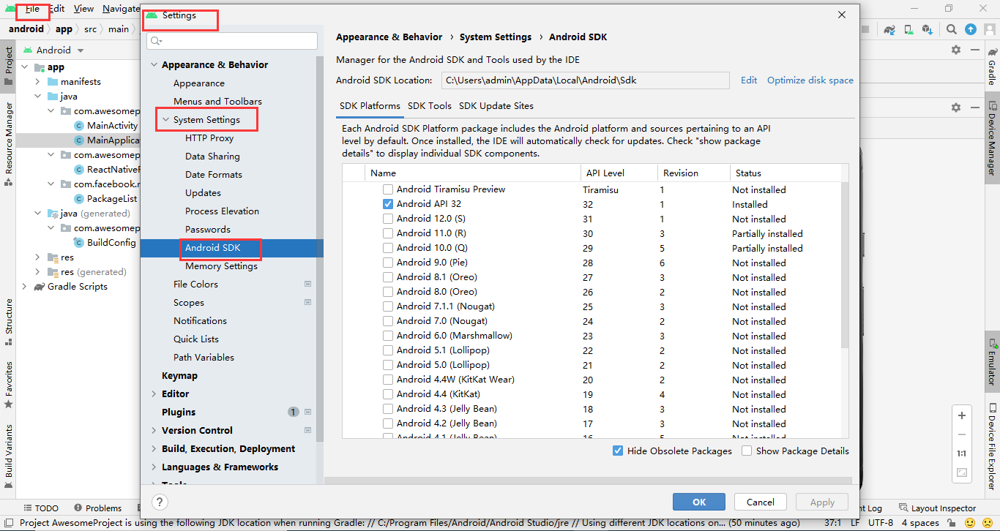 File Edit View Navigate
android app src main
Android
app
manifests
java
com.awesomep
MainActivity
MainApplica
com.awesomep
ReactNativeF
com.facebook.r
PackageList
java (generated)
com.awesomep
BuildConfig
res
res (generated)
Gradle Scripts
Project
Resource Manager
Structure
Favorites
Build Variants
Settings
Appearance & Behavior
Appearance
Menus and Toolbars
System Settings
HTTP Proxy
Data Sharing
Date Formats
Updates
Process Elevation
Passwords
Android SDK
Memory Settings
File Colors
Scopes
Notifications
Quick Lists
Path Variables
Keymap
Editor
Plugins 1
Version Control
Build, Execution, Deployment
Languages & Frameworks
Tools
Appearance & Behavior › System Settings › Android SDK
Manager for the Android SDK and Tools used by the IDE
Android SDK Location: C:\Users\admin\AppData\Local\Android\Sdk Edit Optimize disk space
SDK Platforms SDK Tools SDK Update Sites
Each Android SDK Platform package includes the Android platform and sources pertaining to an API
level by default. Once installed, the IDE will automatically check for updates. Check "show package
details" to display individual SDK components.
Name API Level Revision Status
Android Tiramisu Preview Tiramisu 1 Not installed
Android API 32 32 1 Installed
Android 12.0 (S) 31 1 Not installed
Android 11.0 (R) 30 3 Partially installed
Android 10.0 (Q) 29 5 Partially installed
Android 9.0 (Pie) 28 6 Not installed
Android 8.1 (Oreo) 27 3 Not installed
Android 8.0 (Oreo) 26 2 Not installed
Android 7.1.1 (Nougat) 25 3 Not installed
Android 7.0 (Nougat) 24 2 Not installed
Android 6.0 (Marshmallow) 23 3 Not installed
Android 5.1 (Lollipop) 22 2 Not installed
Android 5.0 (Lollipop) 21 2 Not installed
Android 4.4W (KitKat Wear) 20 2 Not installed
Android 4.4 (KitKat) 19 4 Not installed
Android 4.3 (Jelly Bean) 18 3 Not installed
Android 4.2 (Jelly Bean) 17 3 Not installed
Android 4.1 (Jelly Bean) 16 5 Not installed
Hide Obsolete Packages Show Package Details
? OK Cancel Apply
Gradle
Device Manager
Emulator
Device File Explorer
1:1
TODO Problems nt Log Layout Inspector
Project AwesomeProject is using the following JDK location when running Gradle: // C:/Program Files/Android/Android Studio/jre // Using different JDK locations on... (50 minutes ago) 37:1 LF UTF-8 4 spaces